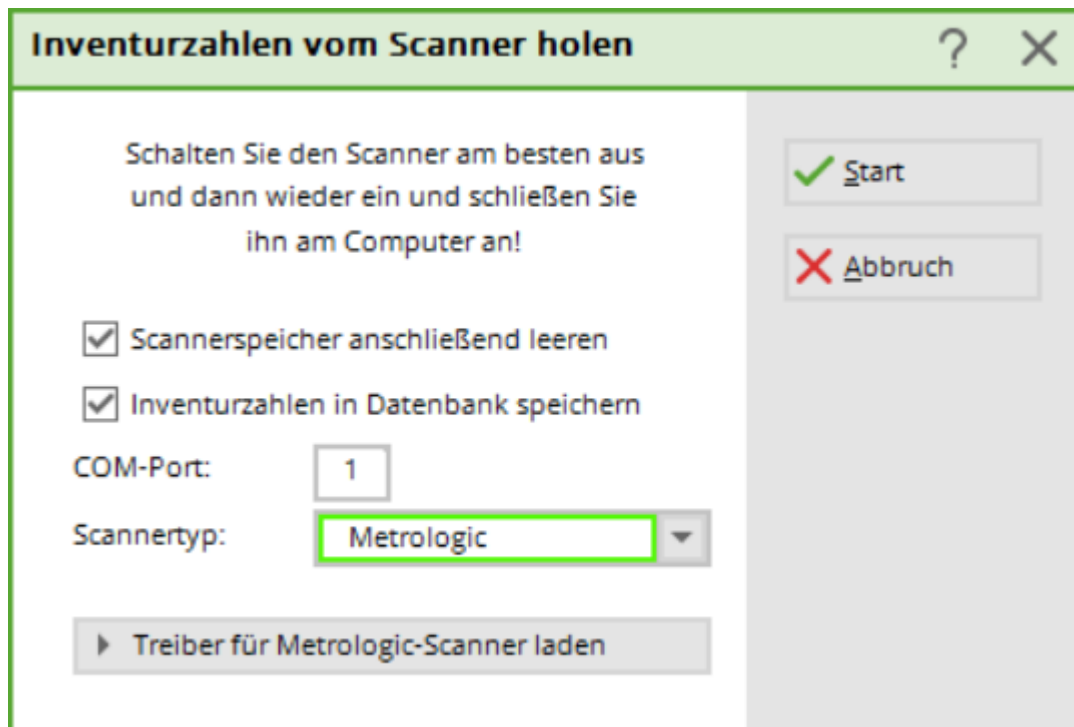 Inventurzahlen vom Scanner holen
Schalten Sie den Scanner am besten aus
und dann wieder ein und schließen Sie
ihn am Computer an!
Start
Abbruch
Scannerspeicher anschließend leeren
Inventurzahlen in Datenbank speichern
COM-Port: 1
Scannertyp: Metrologic
Treiber für Metrologic-Scanner laden